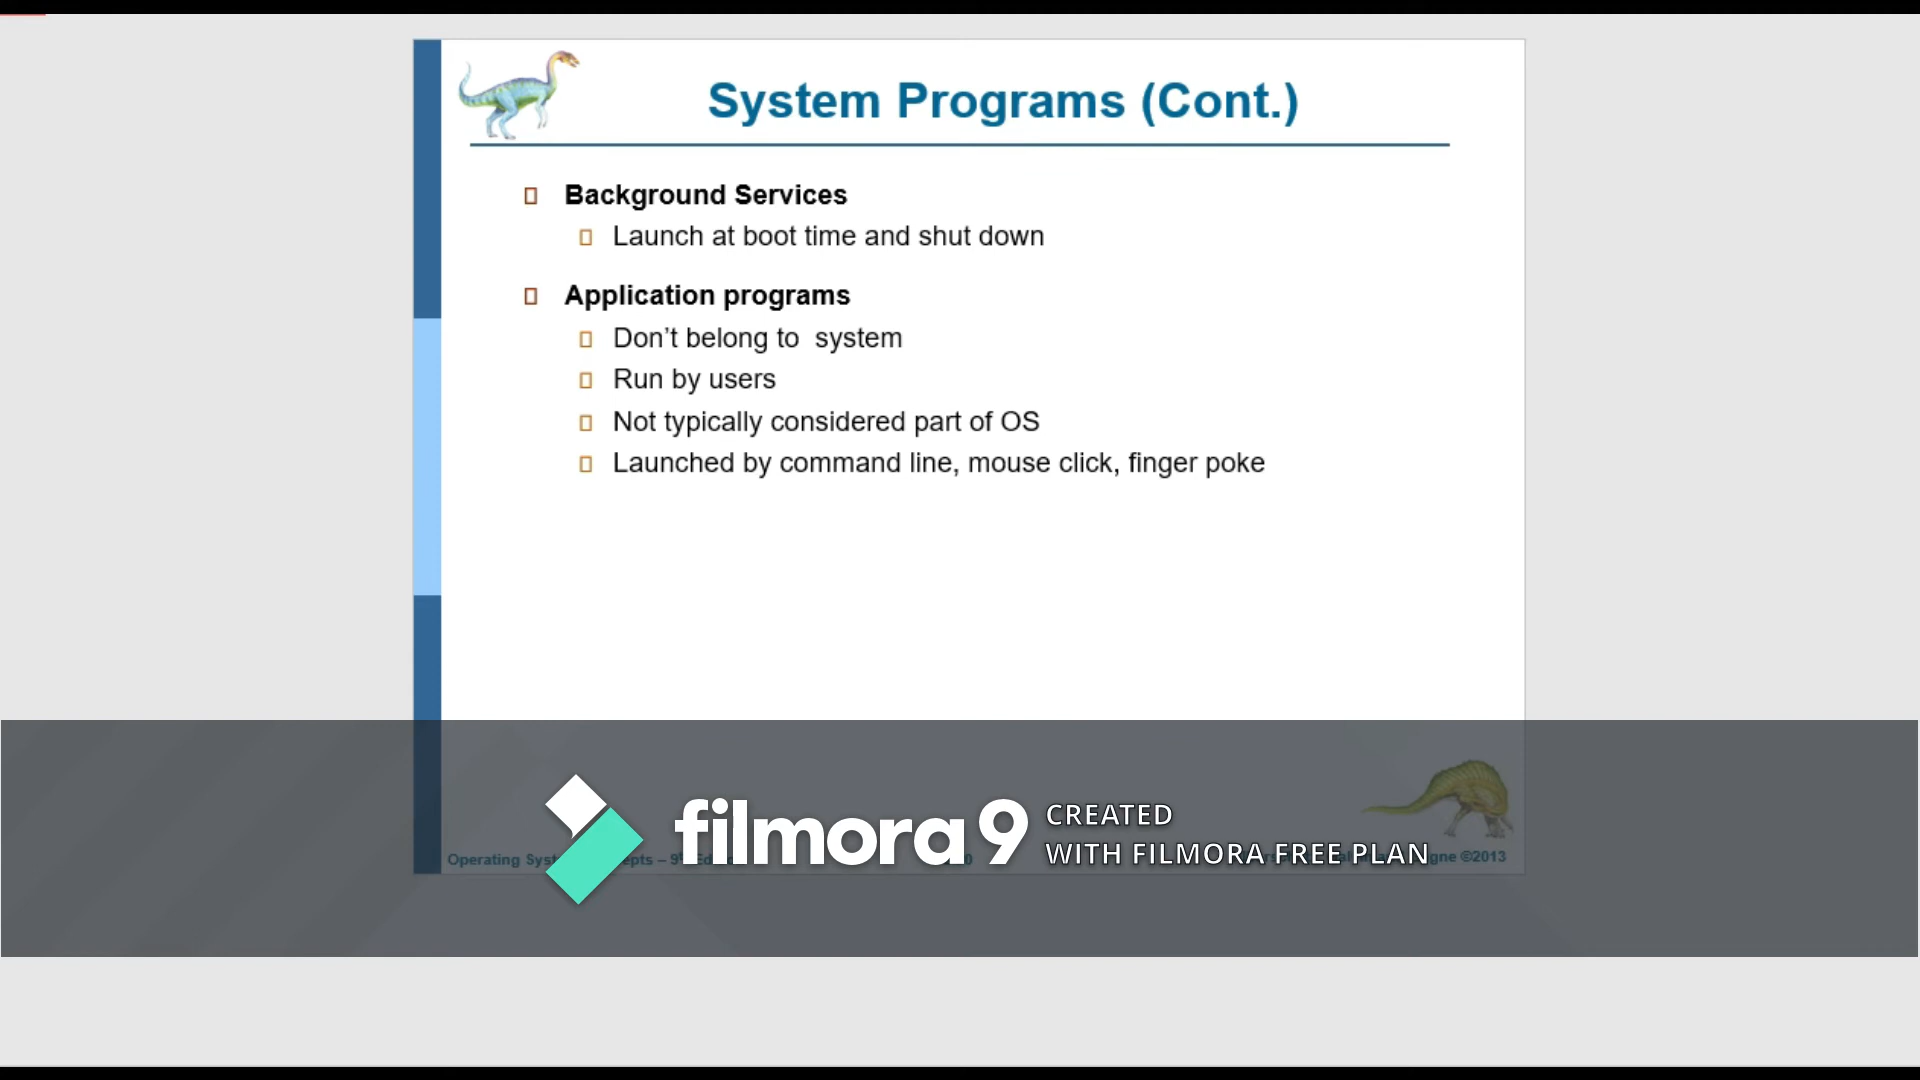 System Programs (Cont.)
Background Services
Launch at boot time and shut down
Application programs
Don’t belong to system
Run by users
Not typically considered part of OS
Launched by command line, mouse click, finger poke
filmora9 CREATED
WITH FILMORA FREE PLAN
Operating – 9 ©2013